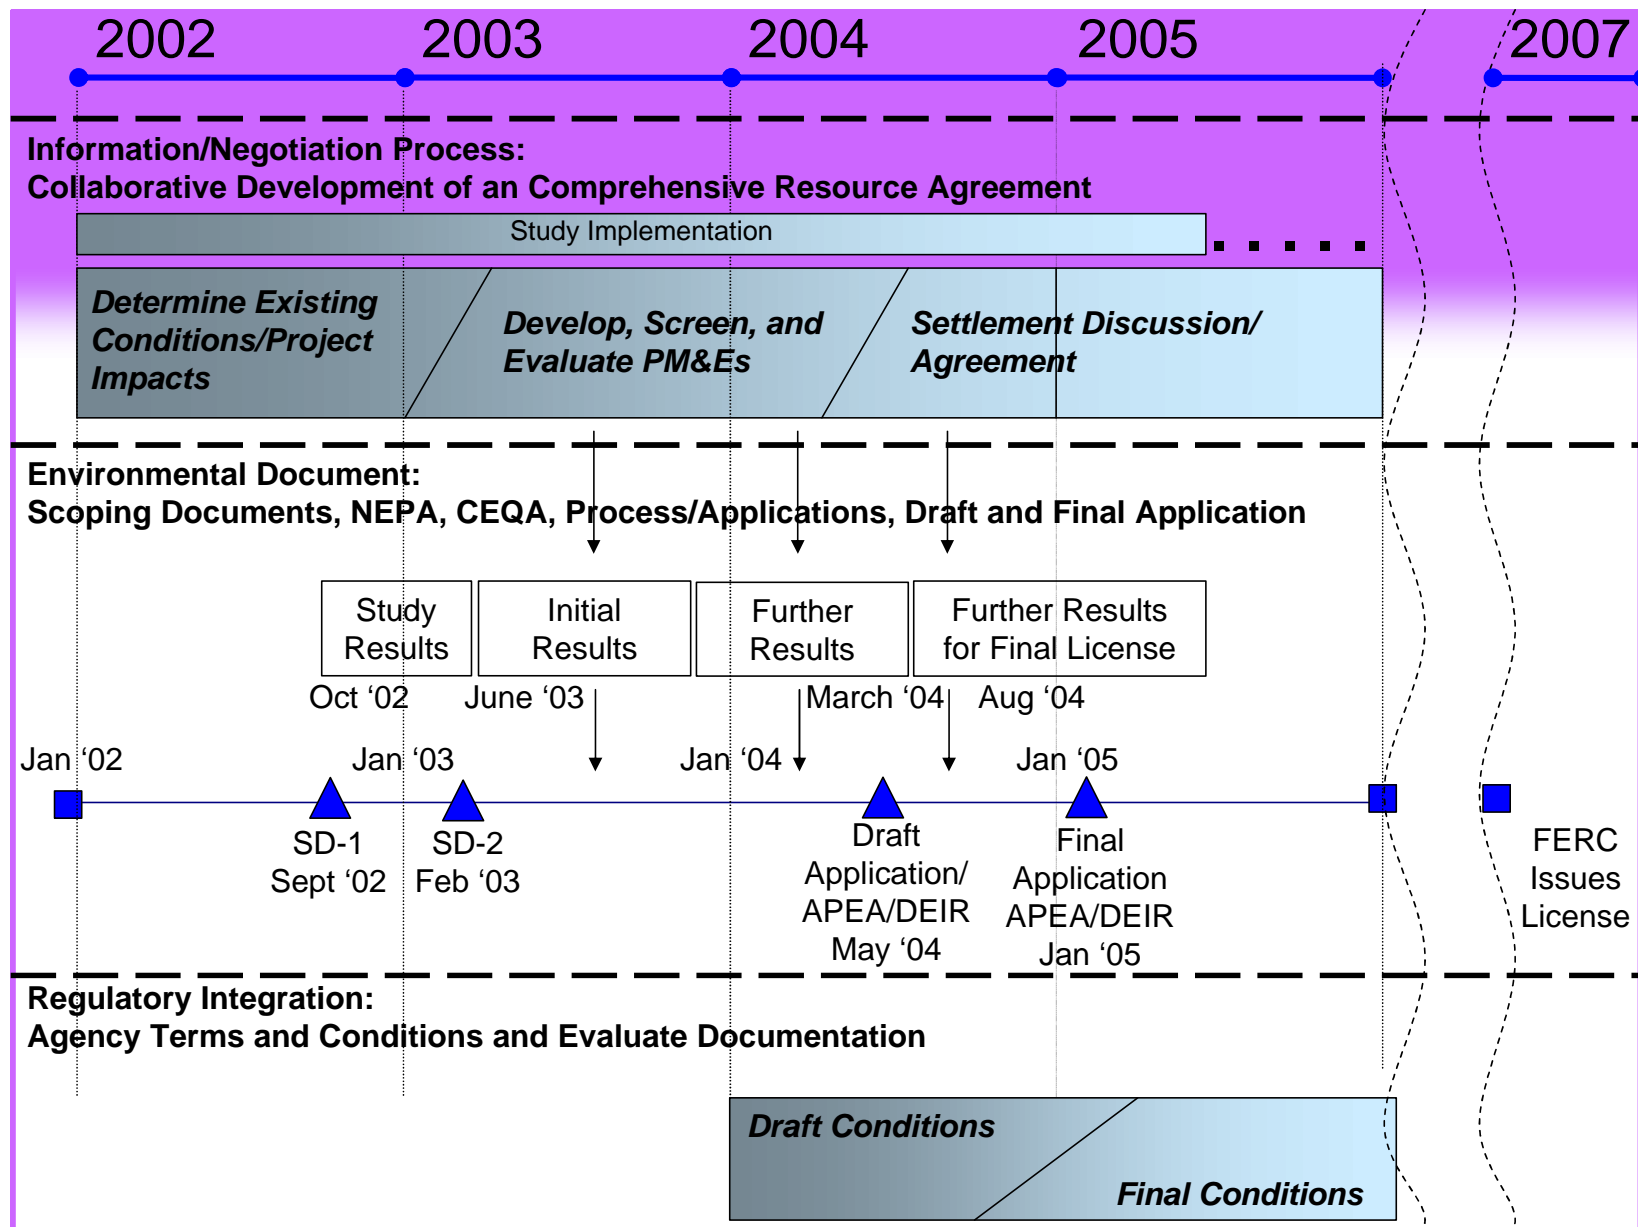 2002
2003
2004
2005
2007
Information/Negotiation Process:
Collaborative Development of an Comprehensive Resource Agreement
Study Implementation
Determine Existing
Conditions/Project
Impacts
Develop, Screen, and
Evaluate PM&Es
Settlement Discussion/
Agreement
Environmental Document:
Scoping Documents, NEPA, CEQA, Process/Applications, Draft and Final Application
Study
Results
Initial
Results
Further
Results
Further Results
for Final License
Oct ‘02
June ‘03
March ‘04
Aug ‘04
Jan ‘02
Jan ‘03
Jan ‘04
Jan ‘05
SD-1
Sept ‘02
SD-2
Feb ‘03
Draft
Application/
APEA/DEIR
May ‘04
Final
Application
APEA/DEIR
Jan ‘05
FERC
Issues
License
Regulatory Integration:
Agency Terms and Conditions and Evaluate Documentation
Draft Conditions
Final Conditions